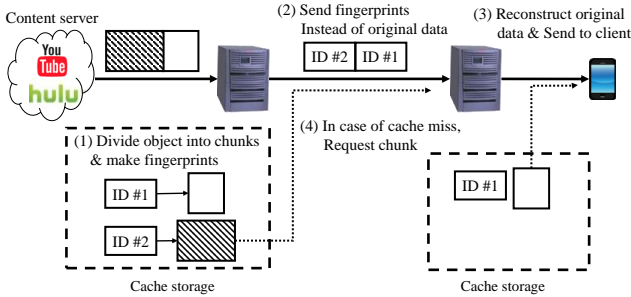 Content server
You
Tube
hulu
(2) Send fingerprints
Instead of original data
ID #2
ID #1
(3) Reconstruct original
data & Send to client
(1) Divide object into chunks
& make fingerprints
ID #1
ID #2
(4) In case of cache miss,
Request chunk
ID #1
Cache storage
Cache storage